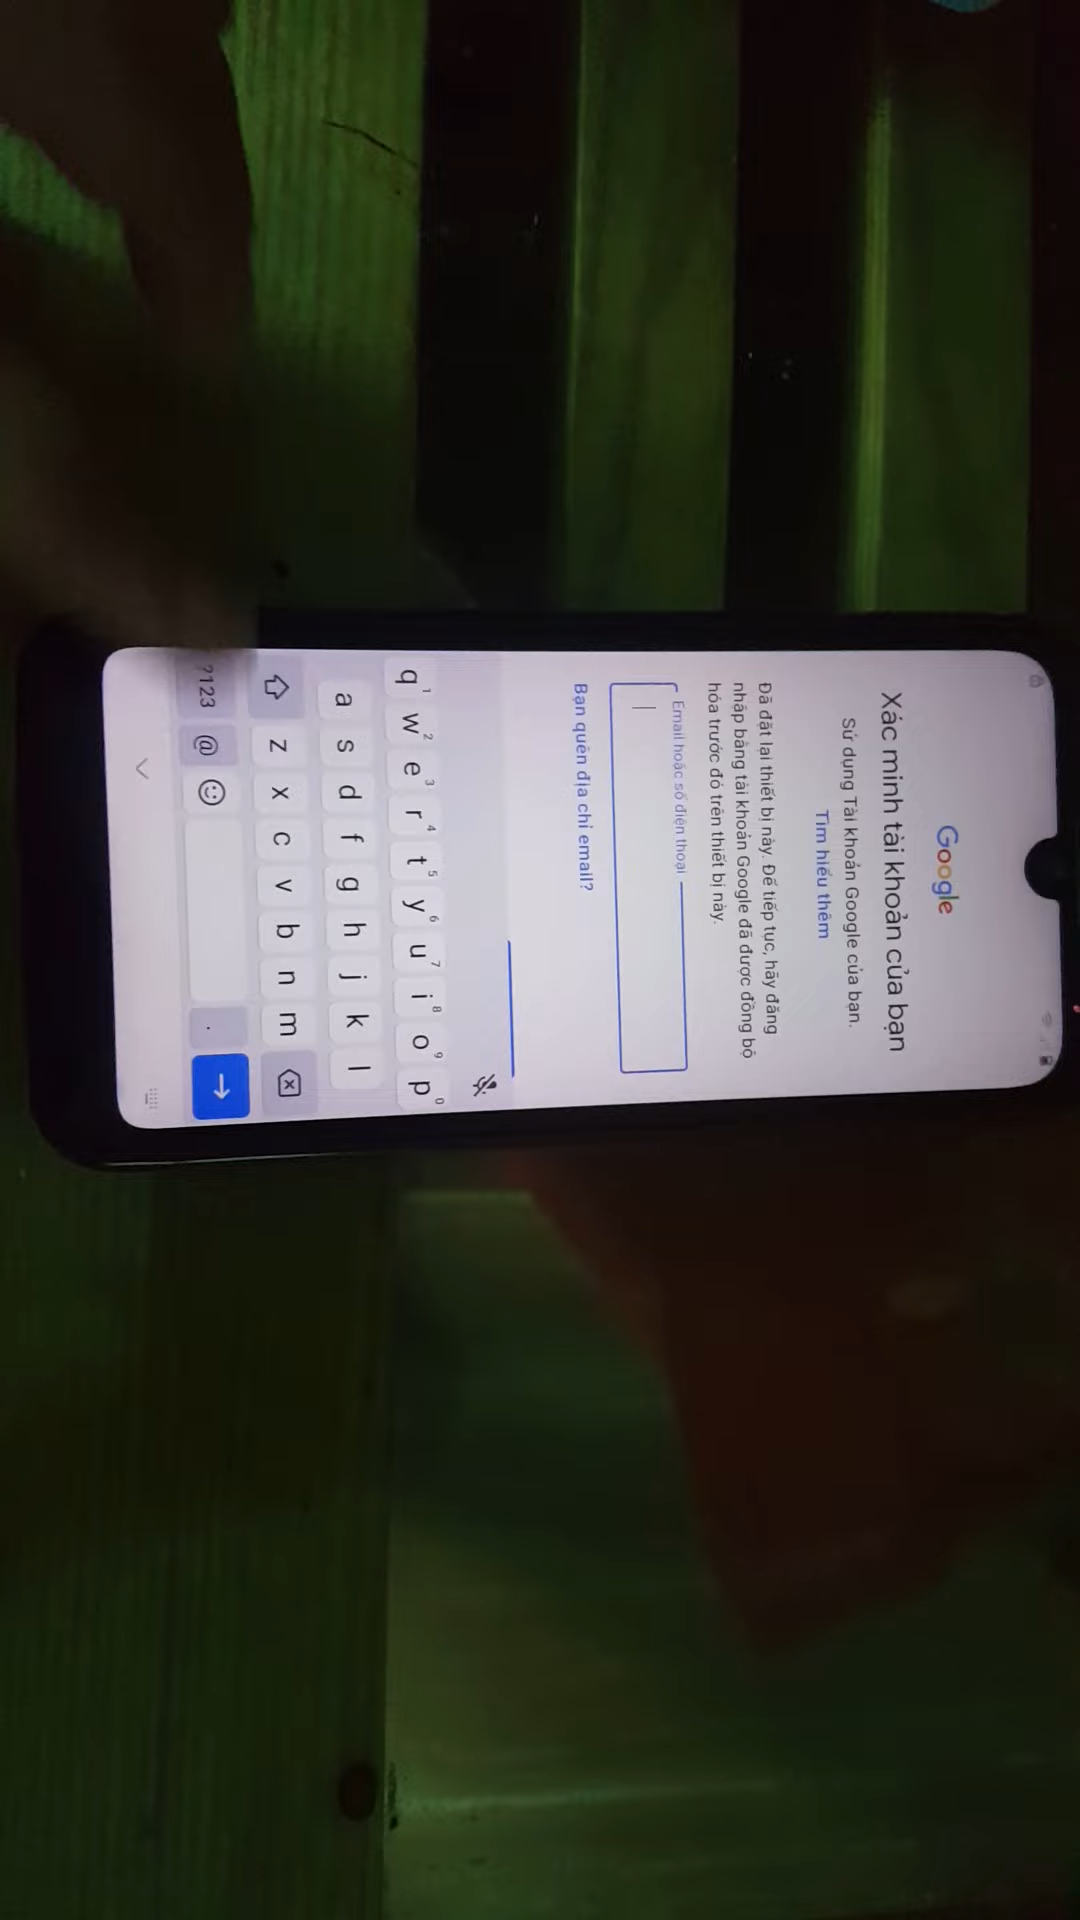 Google
Xác minh tài khoản của bạn
Sử dụng Tài khoản Google của bạn.
Tìm hiểu thêm
Đã đặt lại thiết bị này. Để tiếp tục, hãy đăng
nhập bằng tài khoản Google đã được đồng bộ
hóa trước đó trên thiết bị này.
Email hoặc số điện thoại
Bạn quên địa chỉ email?
1 2 3 4 5 6 7 8 9 0
q w e r t y u i o p
a s d f g h j k l
z x c v b n m
?123 @ .